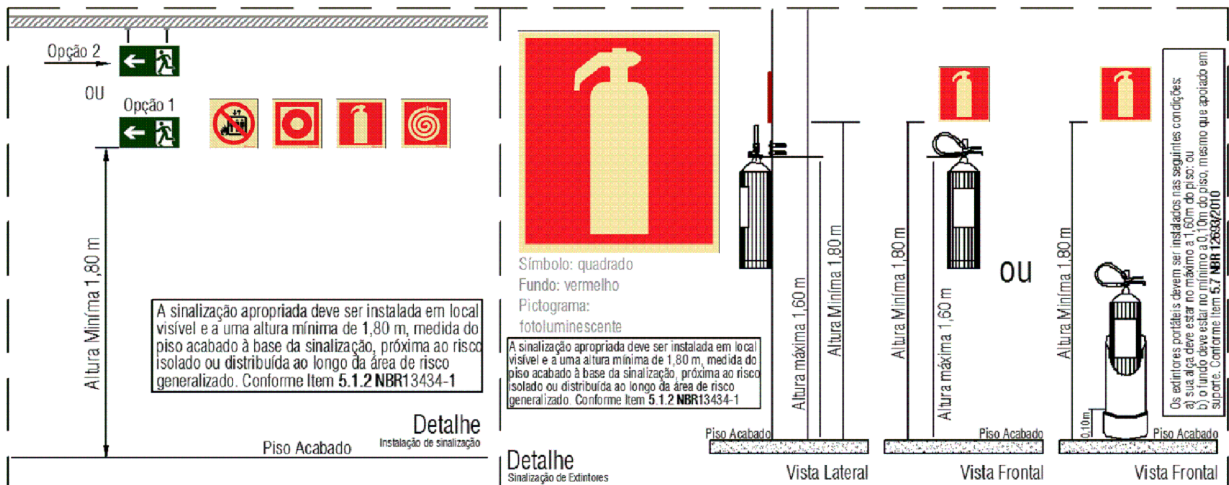 Opção 2
OU
Opção 1
Altura Miníma 1,80 m
A sinalização apropriada deve ser instalada em local
visível e a uma altura mínima de 1,80 m, medida do
piso acabado à base da sinalização, próxima ao risco
isolado ou distribuída ao longo da área de risco
generalizado. Conforme Item 5.1.2 NBR13434-1
Detalhe
Instalação de sinalização
Piso Acabado
Símbolo: quadrado
Fundo: vermelho
Pictograma:
fotoluminescente
A sinalização apropriada deve ser instalada em local
visível e a uma altura mínima de 1,80 m, medida do
piso acabado à base da sinalização, próxima ao risco
isolado ou distribuída ao longo da área de risco
generalizado. Conforme Item 5.1.2 NBR13434-1
Detalhe
Sinalização de Extintores
Altura máxima 1,60 m
Altura Miníma 1,80 m
Piso Acabado
Vista Lateral
Altura Miníma 1,80 m
Altura máxima 1,60 m
Piso Acabado
Vista Frontal
ou
Altura Miníma 1,80 m
0,10m
Piso Acabado
Vista Frontal
Os extintores portáteis devem ser instalados nas seguintes condições:
a) sua alça deve estar no máximo a 1,60m do piso; ou
b) o fundo deve estar no mínimo a 0,10m do piso, mesmo que apoiado em
suporte. Conforme Item 5.7 NBR 12693/2010